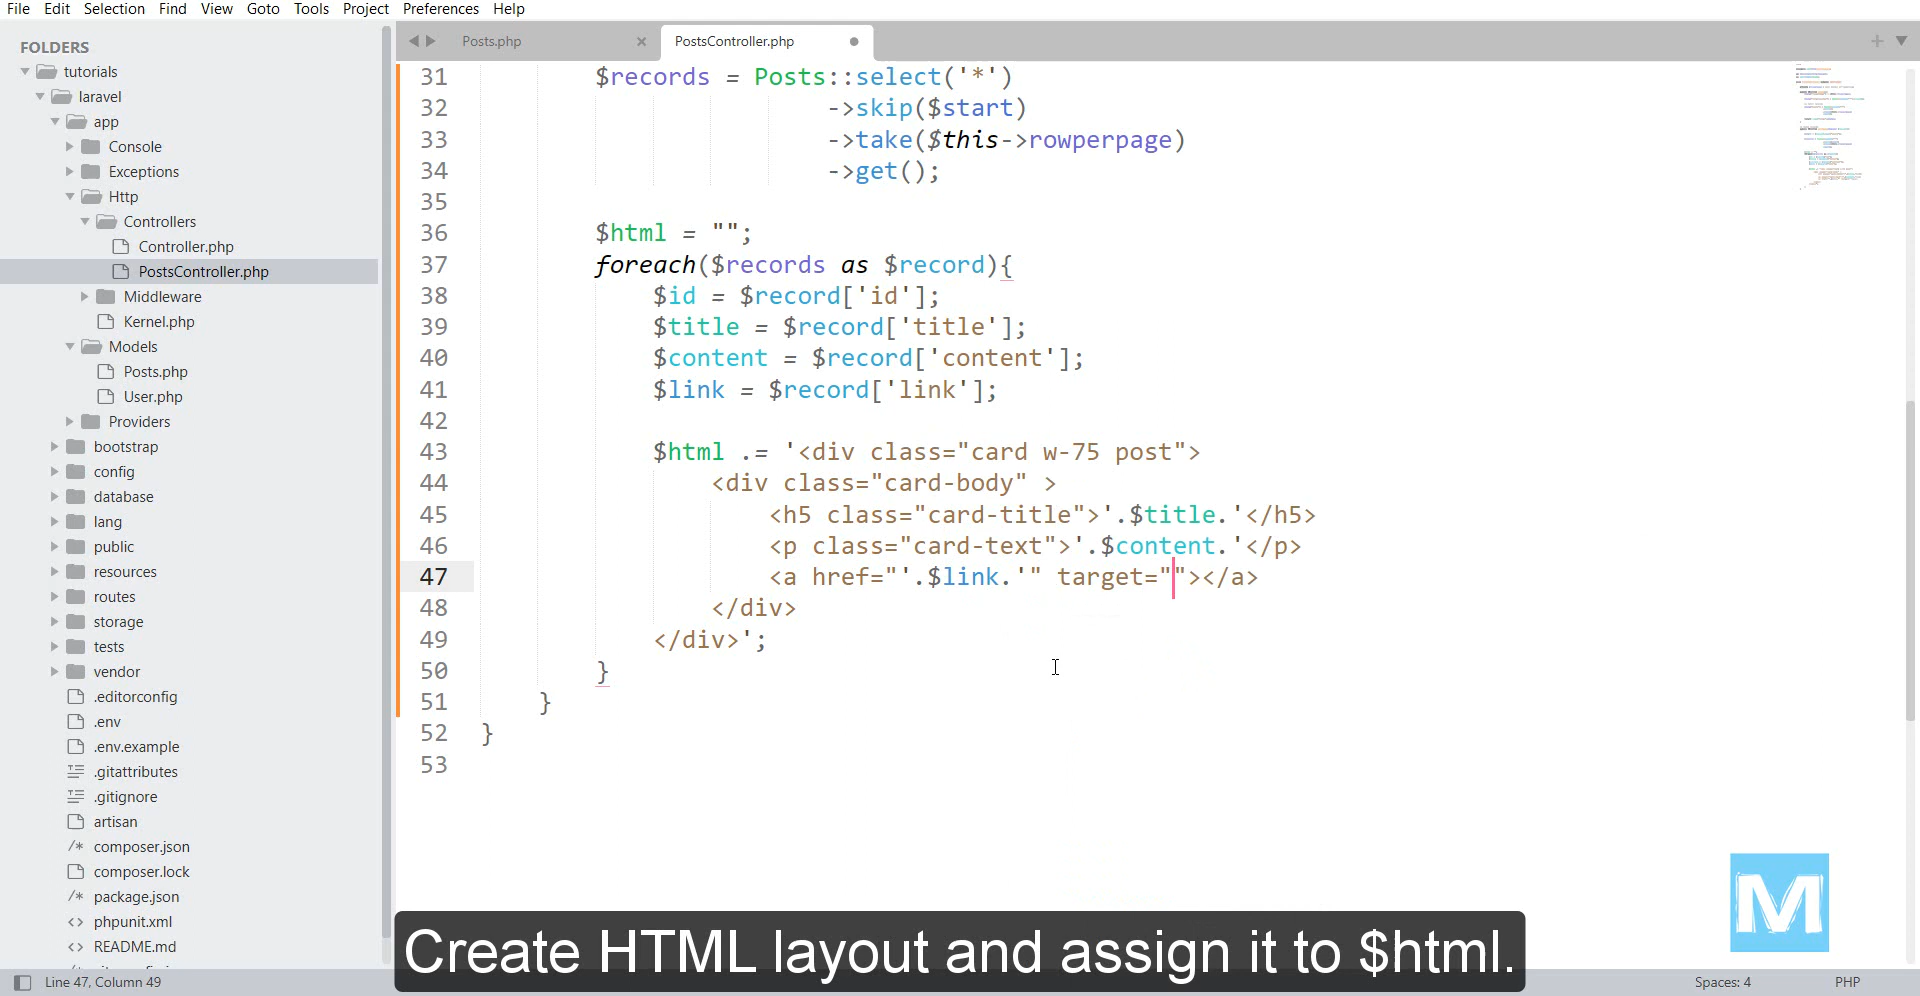 File Edit Selection Find View Goto Tools Project Preferences Help
FOLDERS
tutorials
laravel
app
Console
Exceptions
Http
Controllers
Controller.php
PostsController.php
Middleware
Kernel.php
Models
Posts.php
User.php
Providers
bootstrap
config
database
lang
public
resources
routes
storage
tests
vendor
.editorconfig
.env
.env.example
.gitattributes
.gitignore
artisan
/* composer.json
composer.lock
/* package.json
<> phpunit.xml
<> README.md
Posts.php × PostsController.php
31 $records = Posts::select('*')
32 ->skip($start)
33 ->take($this->rowperpage)
34 ->get();
35
36 $html = "";
37 foreach($records as $record){
38 $id = $record['id'];
39 $title = $record['title'];
40 $content = $record['content'];
41 $link = $record['link'];
42
43 $html .= '<div class="card w-75 post">
44 <div class="card-body" >
45 <h5 class="card-title">'.$title.'</h5>
46 <p class="card-text">'.$content.'</p>
47 <a href="'.$link.'" target=""></a>
48 </div>
49 </div>';
50 }
51 }
52 }
53
M
Create HTML layout and assign it to $html.
Line 47, Column 49
Spaces: 4 PHP